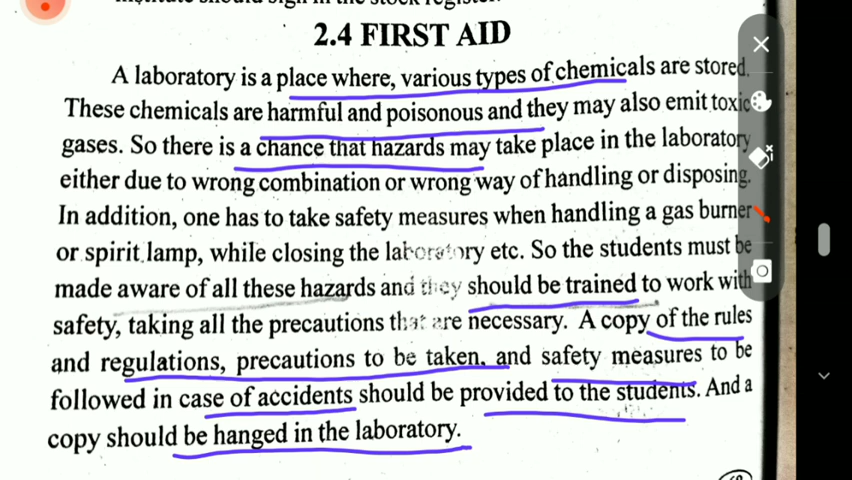 2.4 FIRST AID
A laboratory is a place where, various types of chemicals are stored.
These chemicals are harmful and poisonous and they may also emit toxic
gases. So there is a chance that hazards may take place in the laboratory
either due to wrong combination or wrong way of handling or disposing.
In addition, one has to take safety measures when handling a gas burner
or spirit lamp, while closing the laboratory etc. So the students must be
made aware of all these hazards and they should be trained to work with
safety, taking all the precautions that are necessary. A copy of the rules
and regulations, precautions to be taken, and safety measures to be
followed in case of accidents should be provided to the students. And a
copy should be hanged in the laboratory.